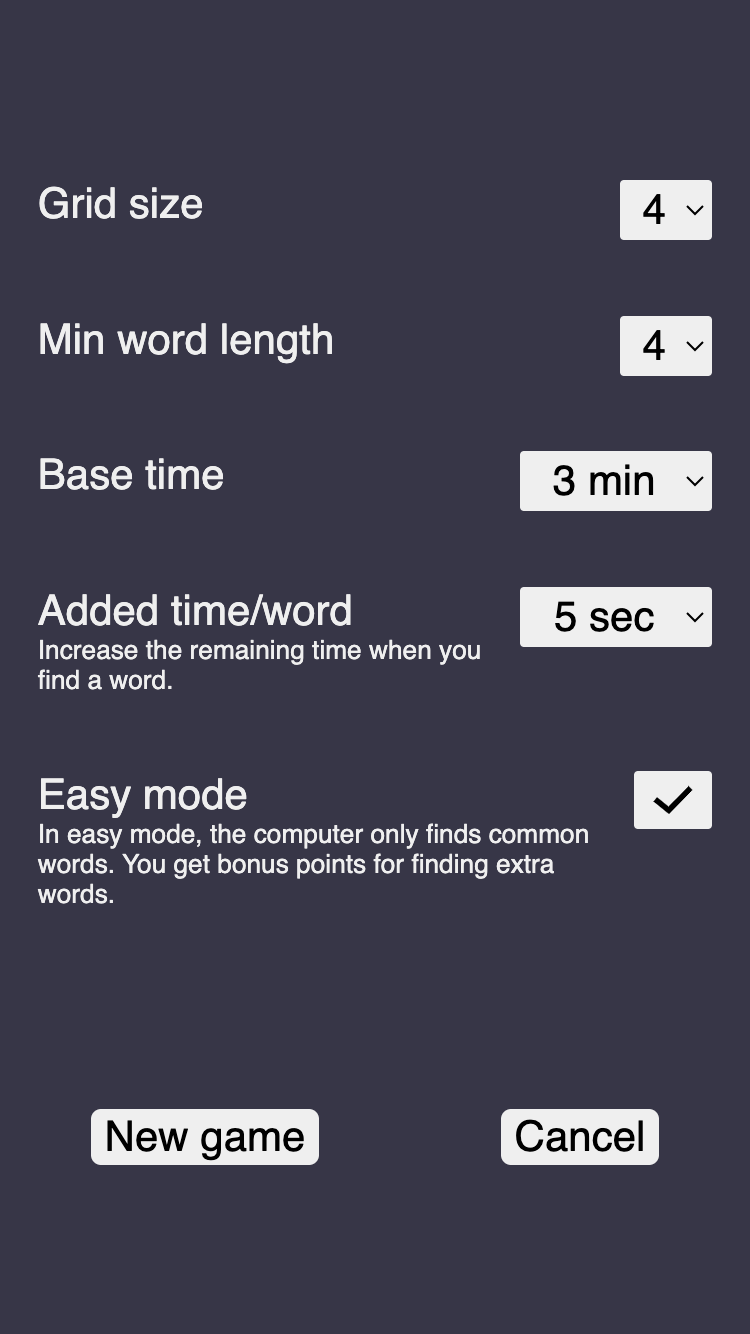 Grid size
4
Min word length
4
Base time
3 min
Added time/word
5 sec
Increase the remaining time when you
find a word.
Easy mode
In easy mode, the computer only finds common
words. You get bonus points for finding extra
words.
New game
Cancel